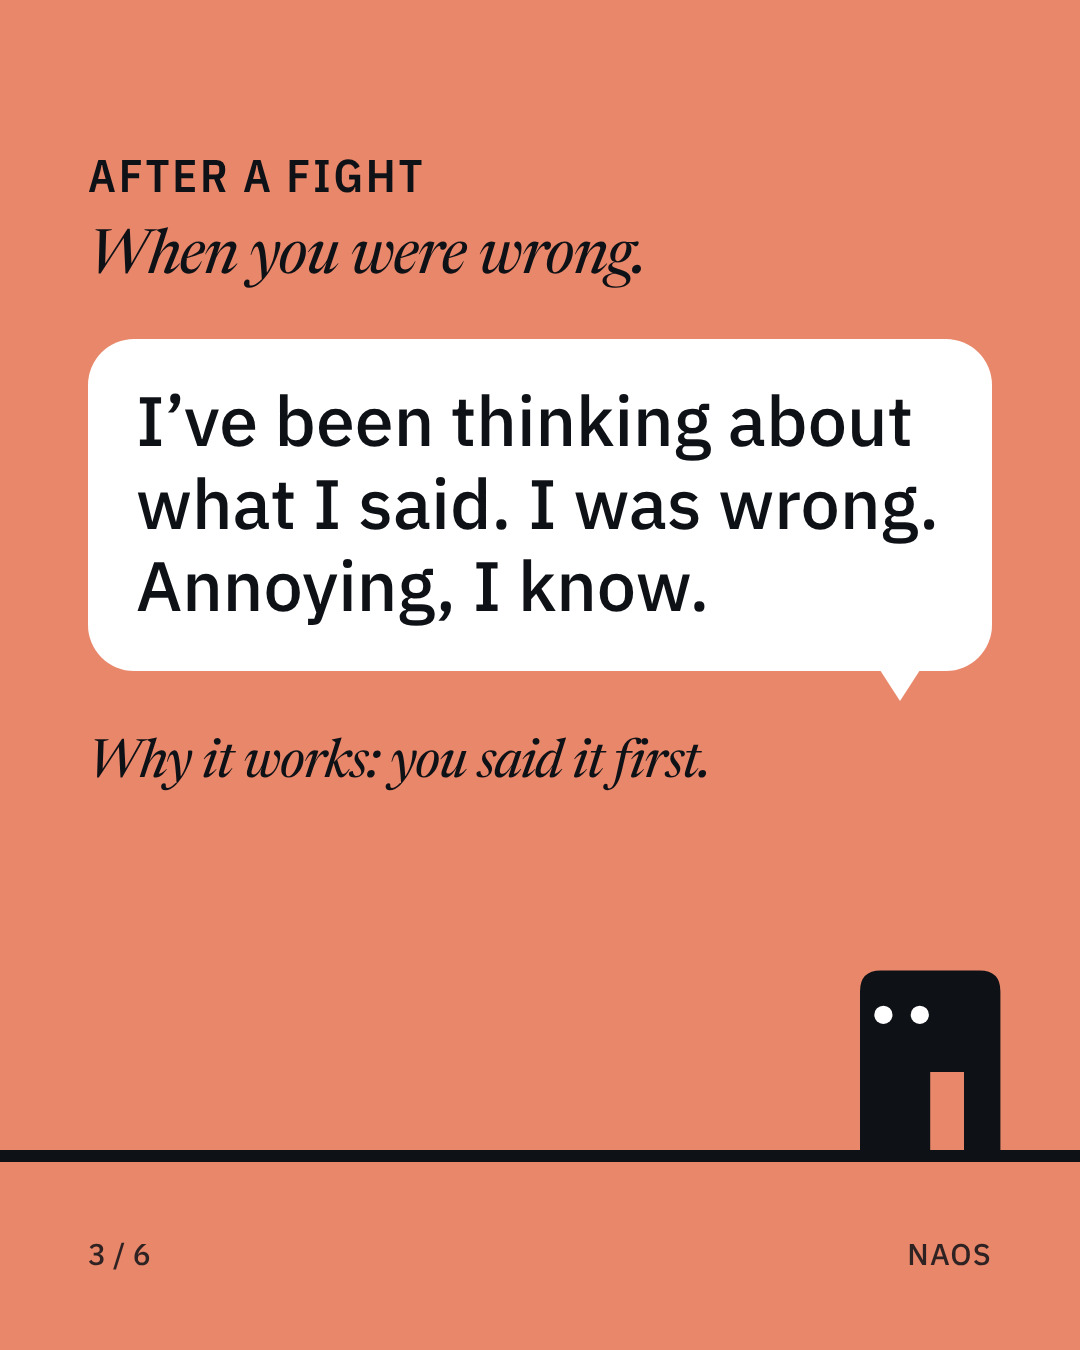 AFTER A FIGHT
When you were wrong.
I’ve been thinking about
what I said. I was wrong.
Annoying, I know.
Why it works: you said it first.
3 / 6
NAOS